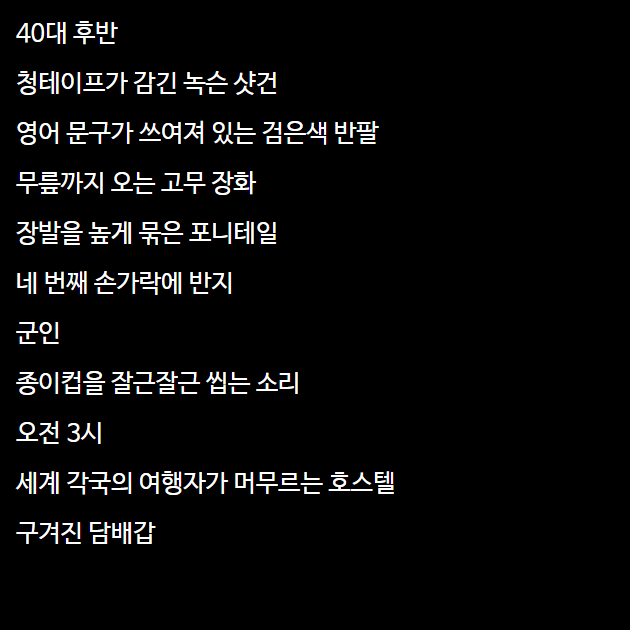 40대 후반
청테이프가 감긴 녹슨 샷건
영어 문구가 쓰여져 있는 검은색 반팔
무릎까지 오는 고무 장화
장발을 높게 묶은 포니테일
네 번째 손가락에 반지
군인
종이컵을 잘근잘근 씹는 소리
오전 3시
세계 각국의 여행자가 머무르는 호스텔
구겨진 담배갑